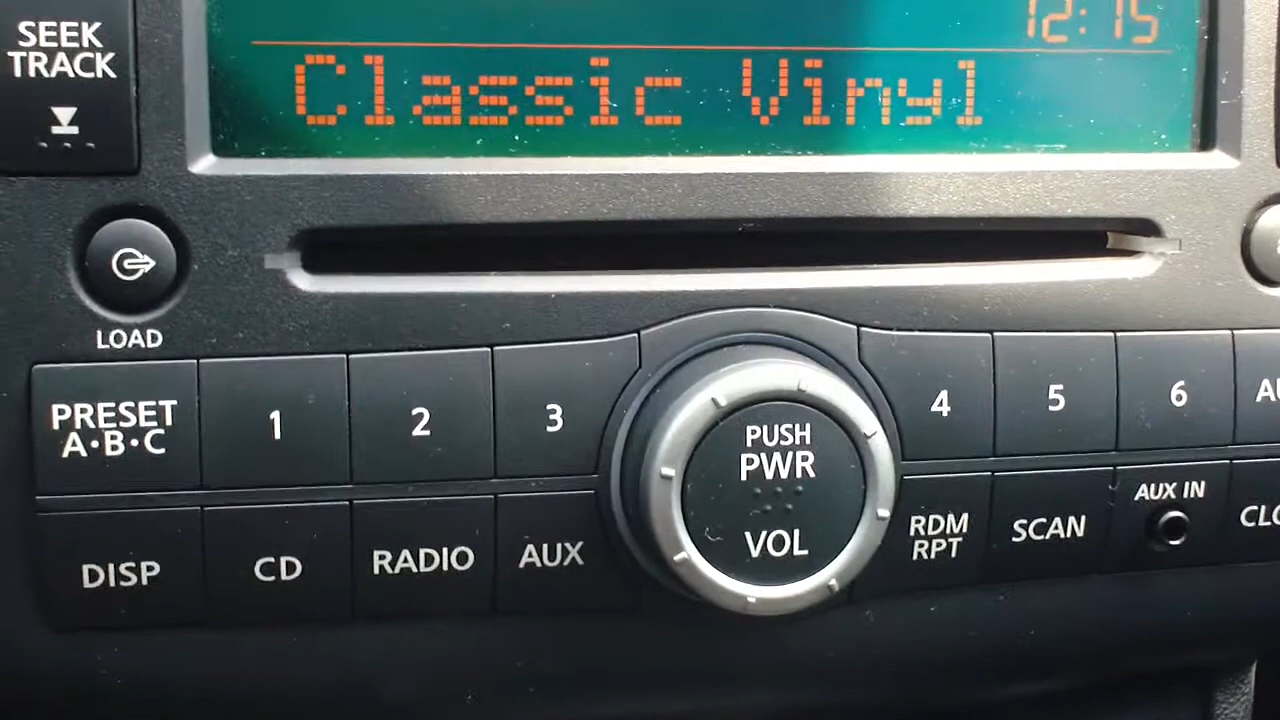 SEEK
TRACK
12:15
Classic Vinyl
LOAD
PRESET
A·B·C
1
2
3
PUSH
PWR
VOL
4
5
6
DISP
CD
RADIO
AUX
RDM
RPT
SCAN
AUX IN